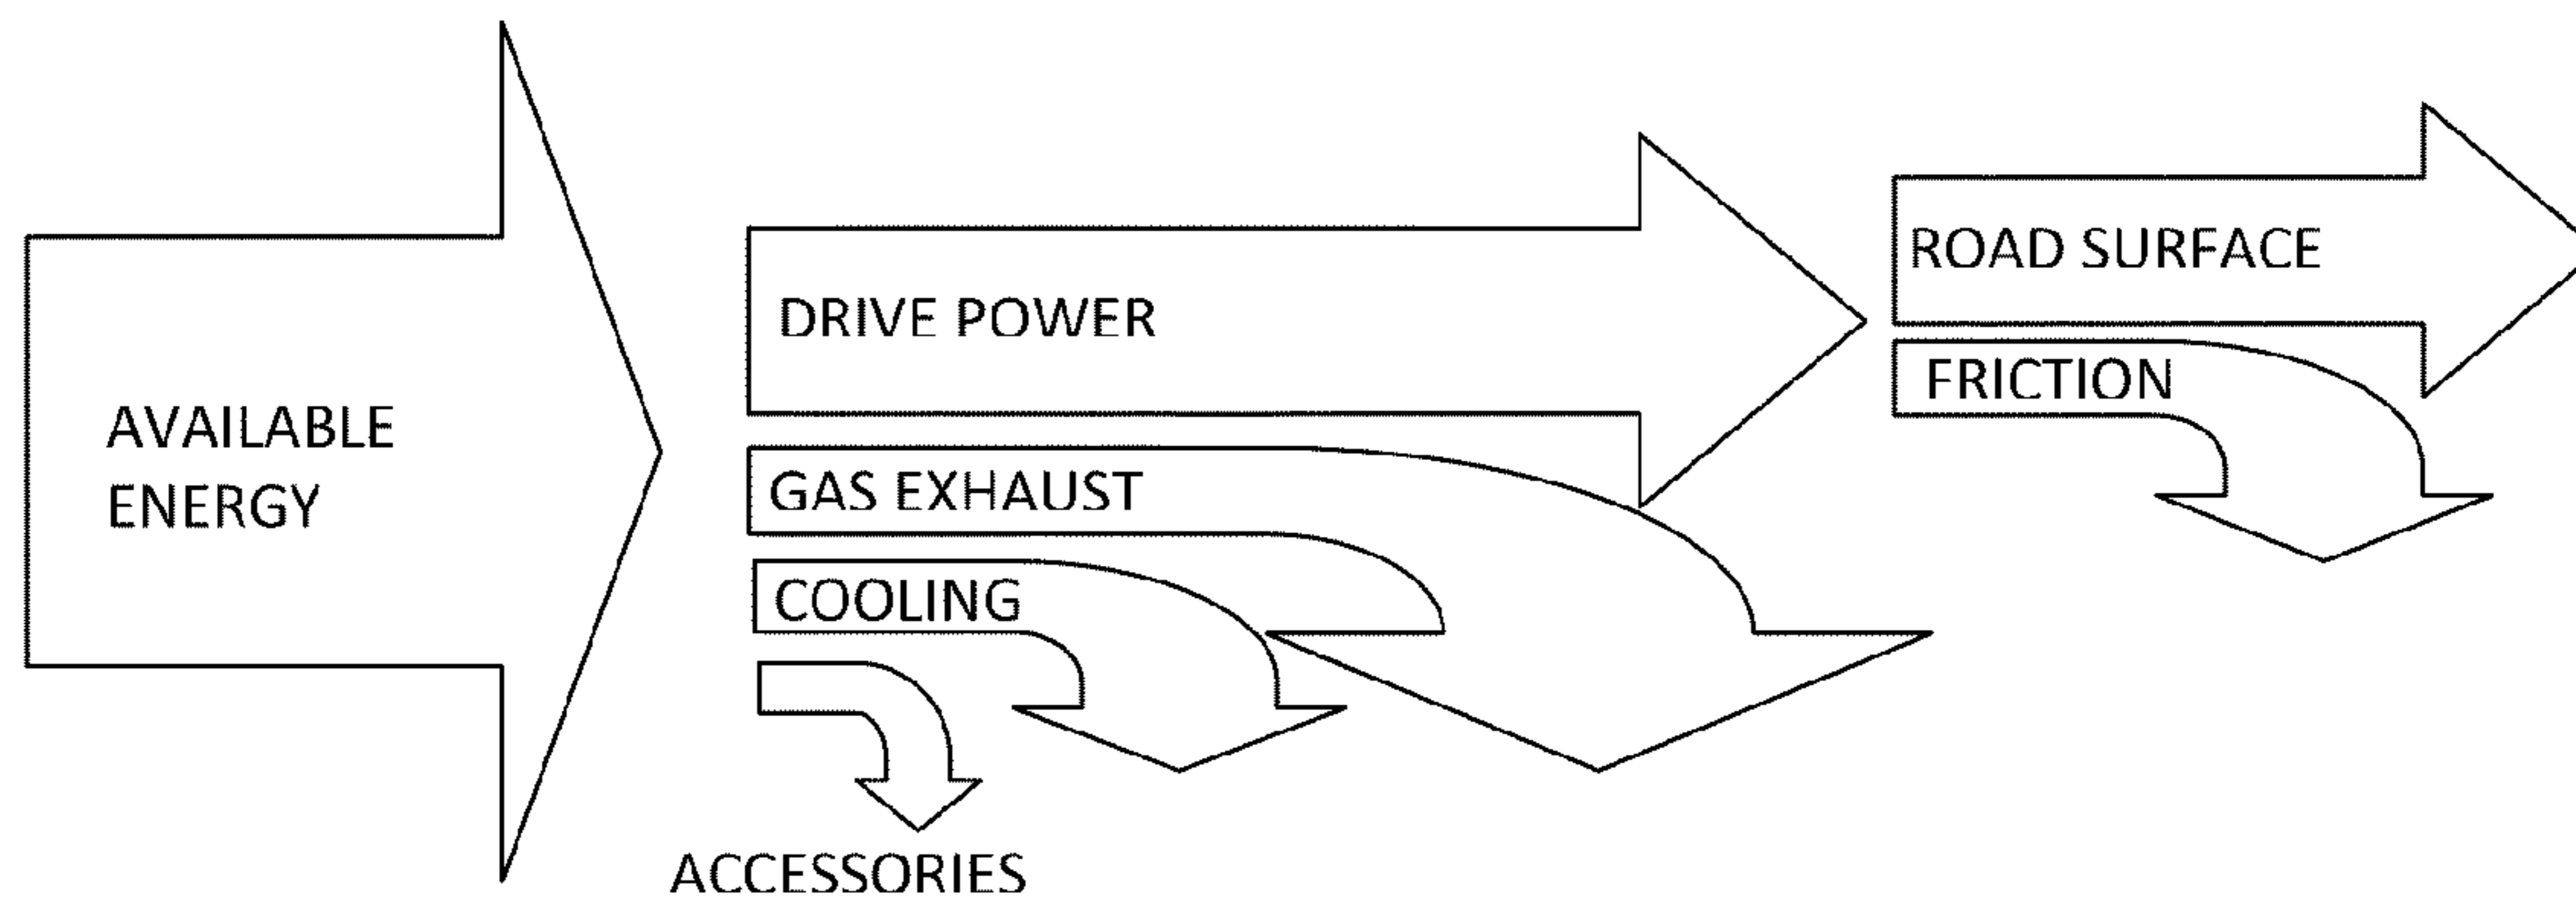 AVAILABLE
ENERGY
DRIVE POWER
GAS EXHAUST
COOLING
ACCESSORIES
ROAD SURFACE
FRICTION